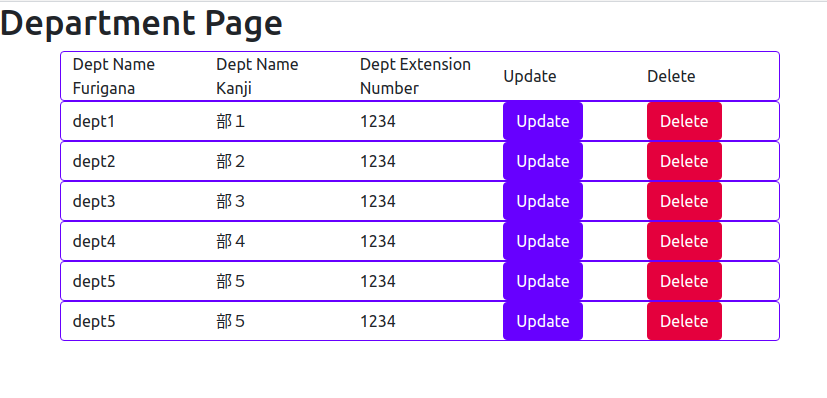 Department Page
Dept Name Furigana Dept Name Kanji Dept Extension Number Update Delete
dept1 部１ 1234 Update Delete
dept2 部２ 1234 Update Delete
dept3 部３ 1234 Update Delete
dept4 部４ 1234 Update Delete
dept5 部５ 1234 Update Delete
dept5 部５ 1234 Update Delete